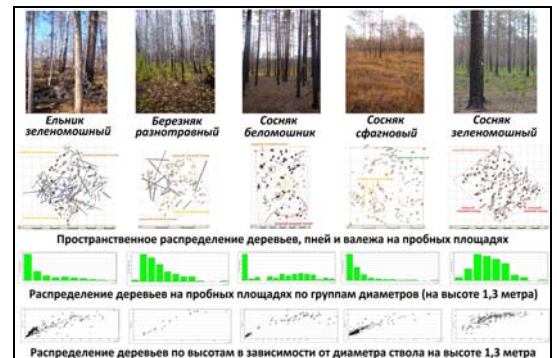 Ельник Березняк Сосняк Сосняк Сосняк
зеленомошный разнотравный беломошник сфагновый зеленомошный
Пространственное распределение деревьев, пней и валежа на пробных площадях
Распределение деревьев на пробных площадях по группам диаметров (на высоте 1,3 метра)
Распределение деревьев по высотам в зависимости от диаметра ствола на высоте 1,3 метра